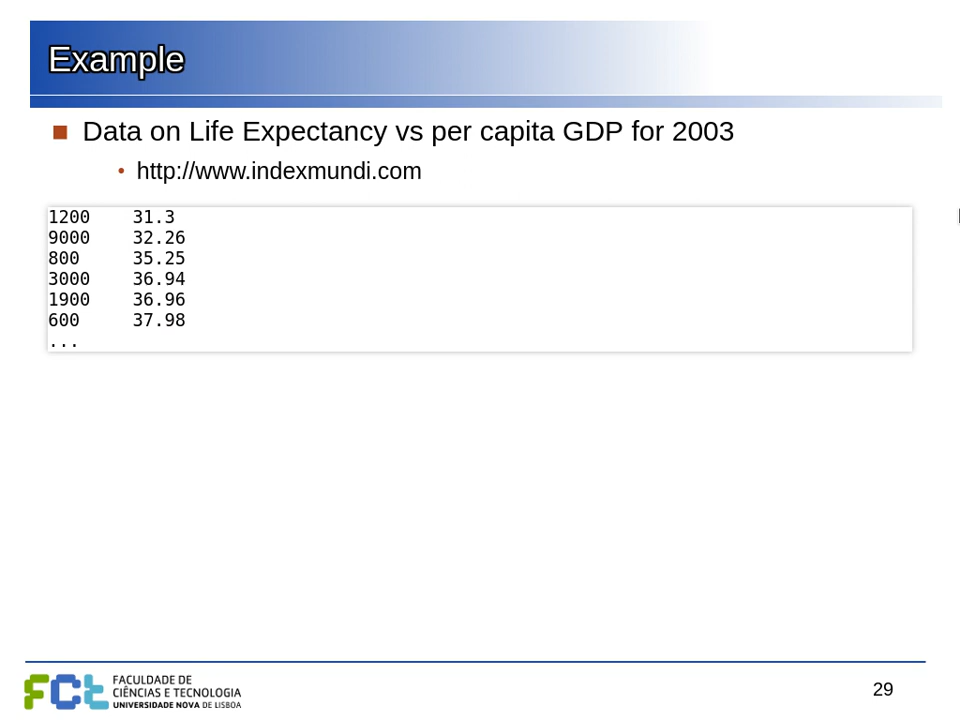 Example
Data on Life Expectancy vs per capita GDP for 2003
http://www.indexmundi.com
1200 31.3
9000 32.26
800 35.25
3000 36.94
1900 36.96
600 37.98
...
FCt
FACULDADE DE
CIÊNCIAS E TECNOLOGIA
UNIVERSIDADE NOVA DE LISBOA
29